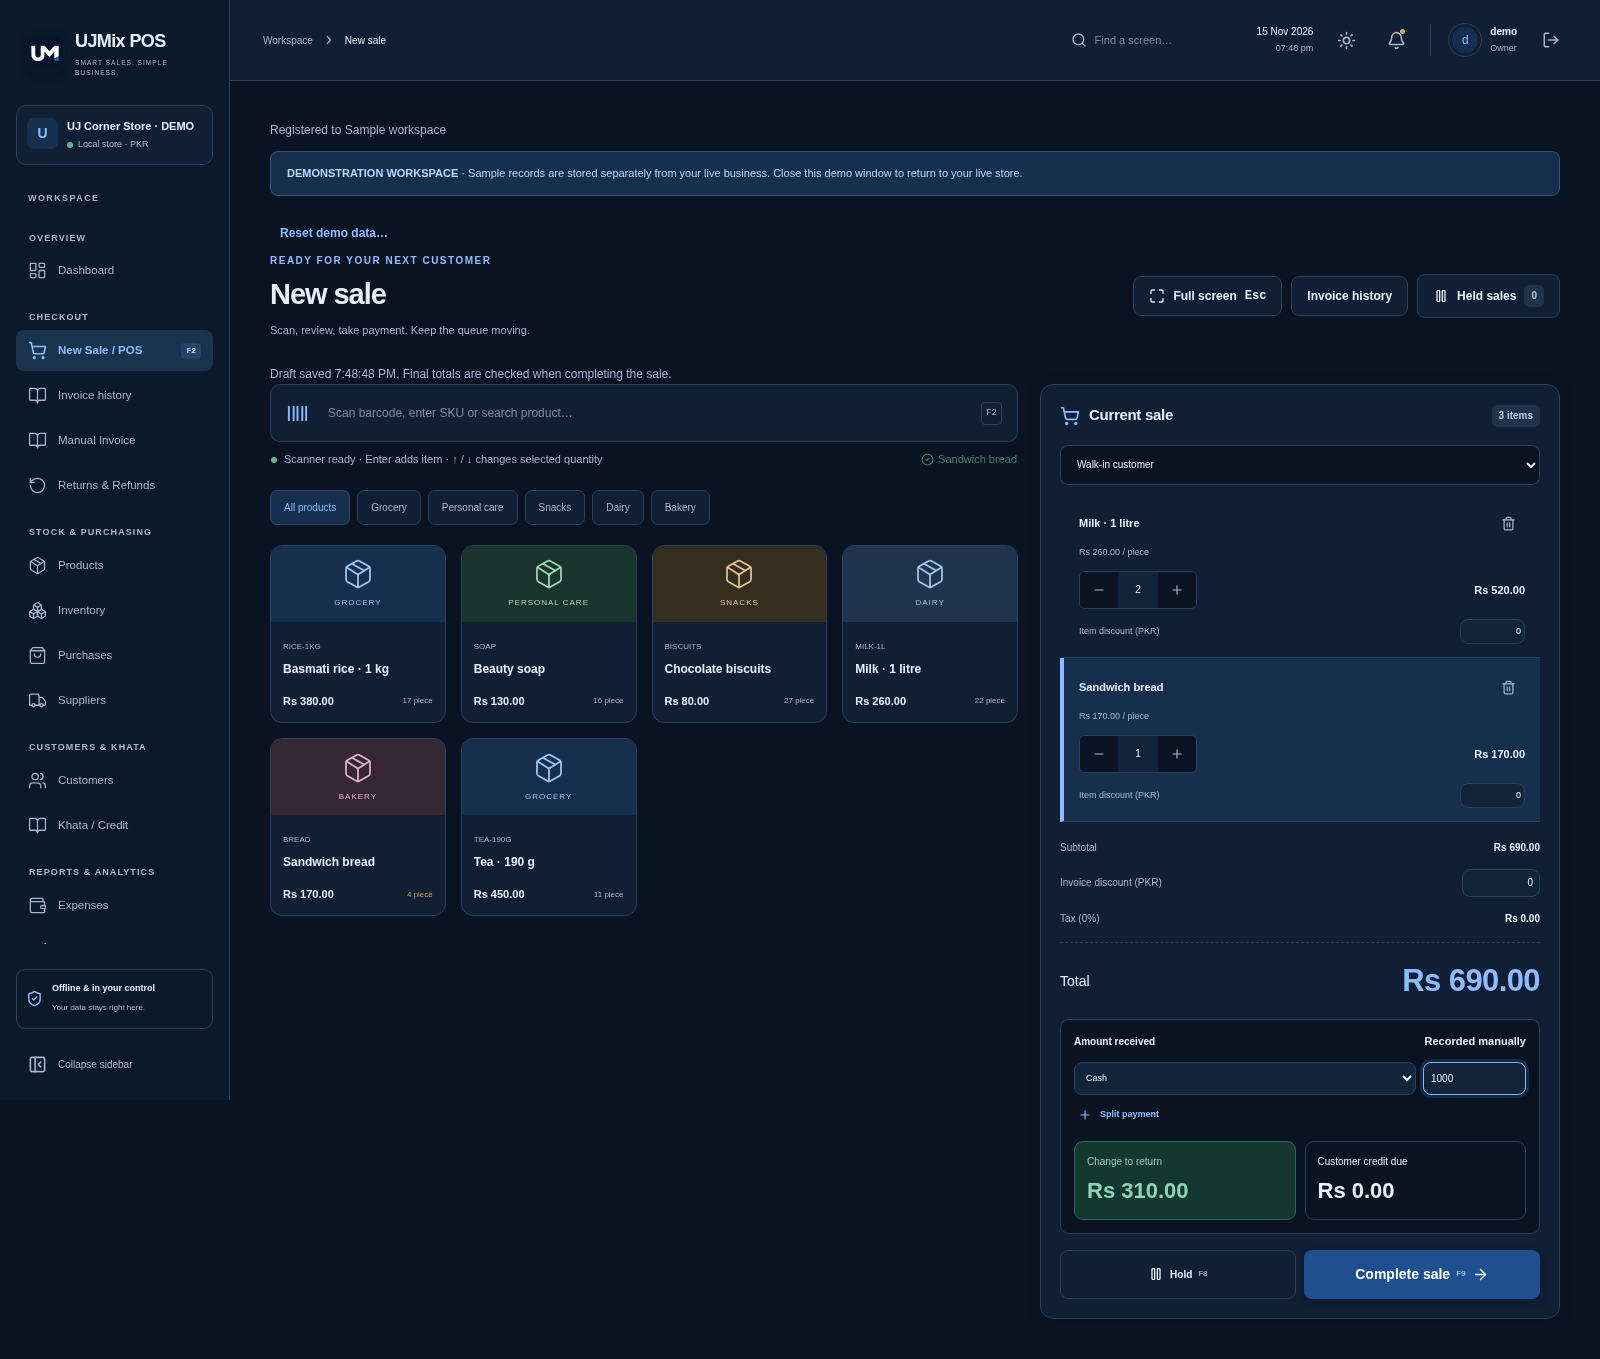 UJMix POS
SMART SALES. SIMPLE
BUSINESS.
U
UJ Corner Store · DEMO
Local store · PKR
WORKSPACE
OVERVIEW
Dashboard
CHECKOUT
New Sale / POS
F2
Invoice history
Manual Invoice
Returns & Refunds
STOCK & PURCHASING
Products
Inventory
Purchases
Suppliers
CUSTOMERS & KHATA
Customers
Khata / Credit
REPORTS & ANALYTICS
Expenses
Offline & in your control
Your data stays right here.
Collapse sidebar
Workspace
New sale
Find a screen…
15 Nov 2026
07:48 pm
d
demo
Owner
Registered to Sample workspace
DEMONSTRATION WORKSPACE · Sample records are stored separately from your live business. Close this demo window to return to your live store.
Reset demo data…
READY FOR YOUR NEXT CUSTOMER
New sale
Full screen Esc
Invoice history
Held sales 0
Scan, review, take payment. Keep the queue moving.
Draft saved 7:48:48 PM. Final totals are checked when completing the sale.
Scan barcode, enter SKU or search product…
F2
Scanner ready · Enter adds item · ↑ / ↓ changes selected quantity
Sandwich bread
All products
Grocery
Personal care
Snacks
Dairy
Bakery
GROCERY
RICE-1KG
Basmati rice · 1 kg
Rs 380.00
17 piece
PERSONAL CARE
SOAP
Beauty soap
Rs 130.00
16 piece
SNACKS
BISCUITS
Chocolate biscuits
Rs 80.00
27 piece
DAIRY
MILK-1L
Milk · 1 litre
Rs 260.00
22 piece
BAKERY
BREAD
Sandwich bread
Rs 170.00
4 piece
GROCERY
TEA-190G
Tea · 190 g
Rs 450.00
11 piece
Current sale
3 items
Walk-in customer
Milk · 1 litre
Rs 260.00 / piece
2
Rs 520.00
Item discount (PKR)
0
Sandwich bread
Rs 170.00 / piece
1
Rs 170.00
Item discount (PKR)
0
Subtotal
Rs 690.00
Invoice discount (PKR)
0
Tax (0%)
Rs 0.00
Total
Rs 690.00
Amount received
Recorded manually
Cash
1000
Split payment
Change to return
Rs 310.00
Customer credit due
Rs 0.00
Hold F8
Complete sale F9